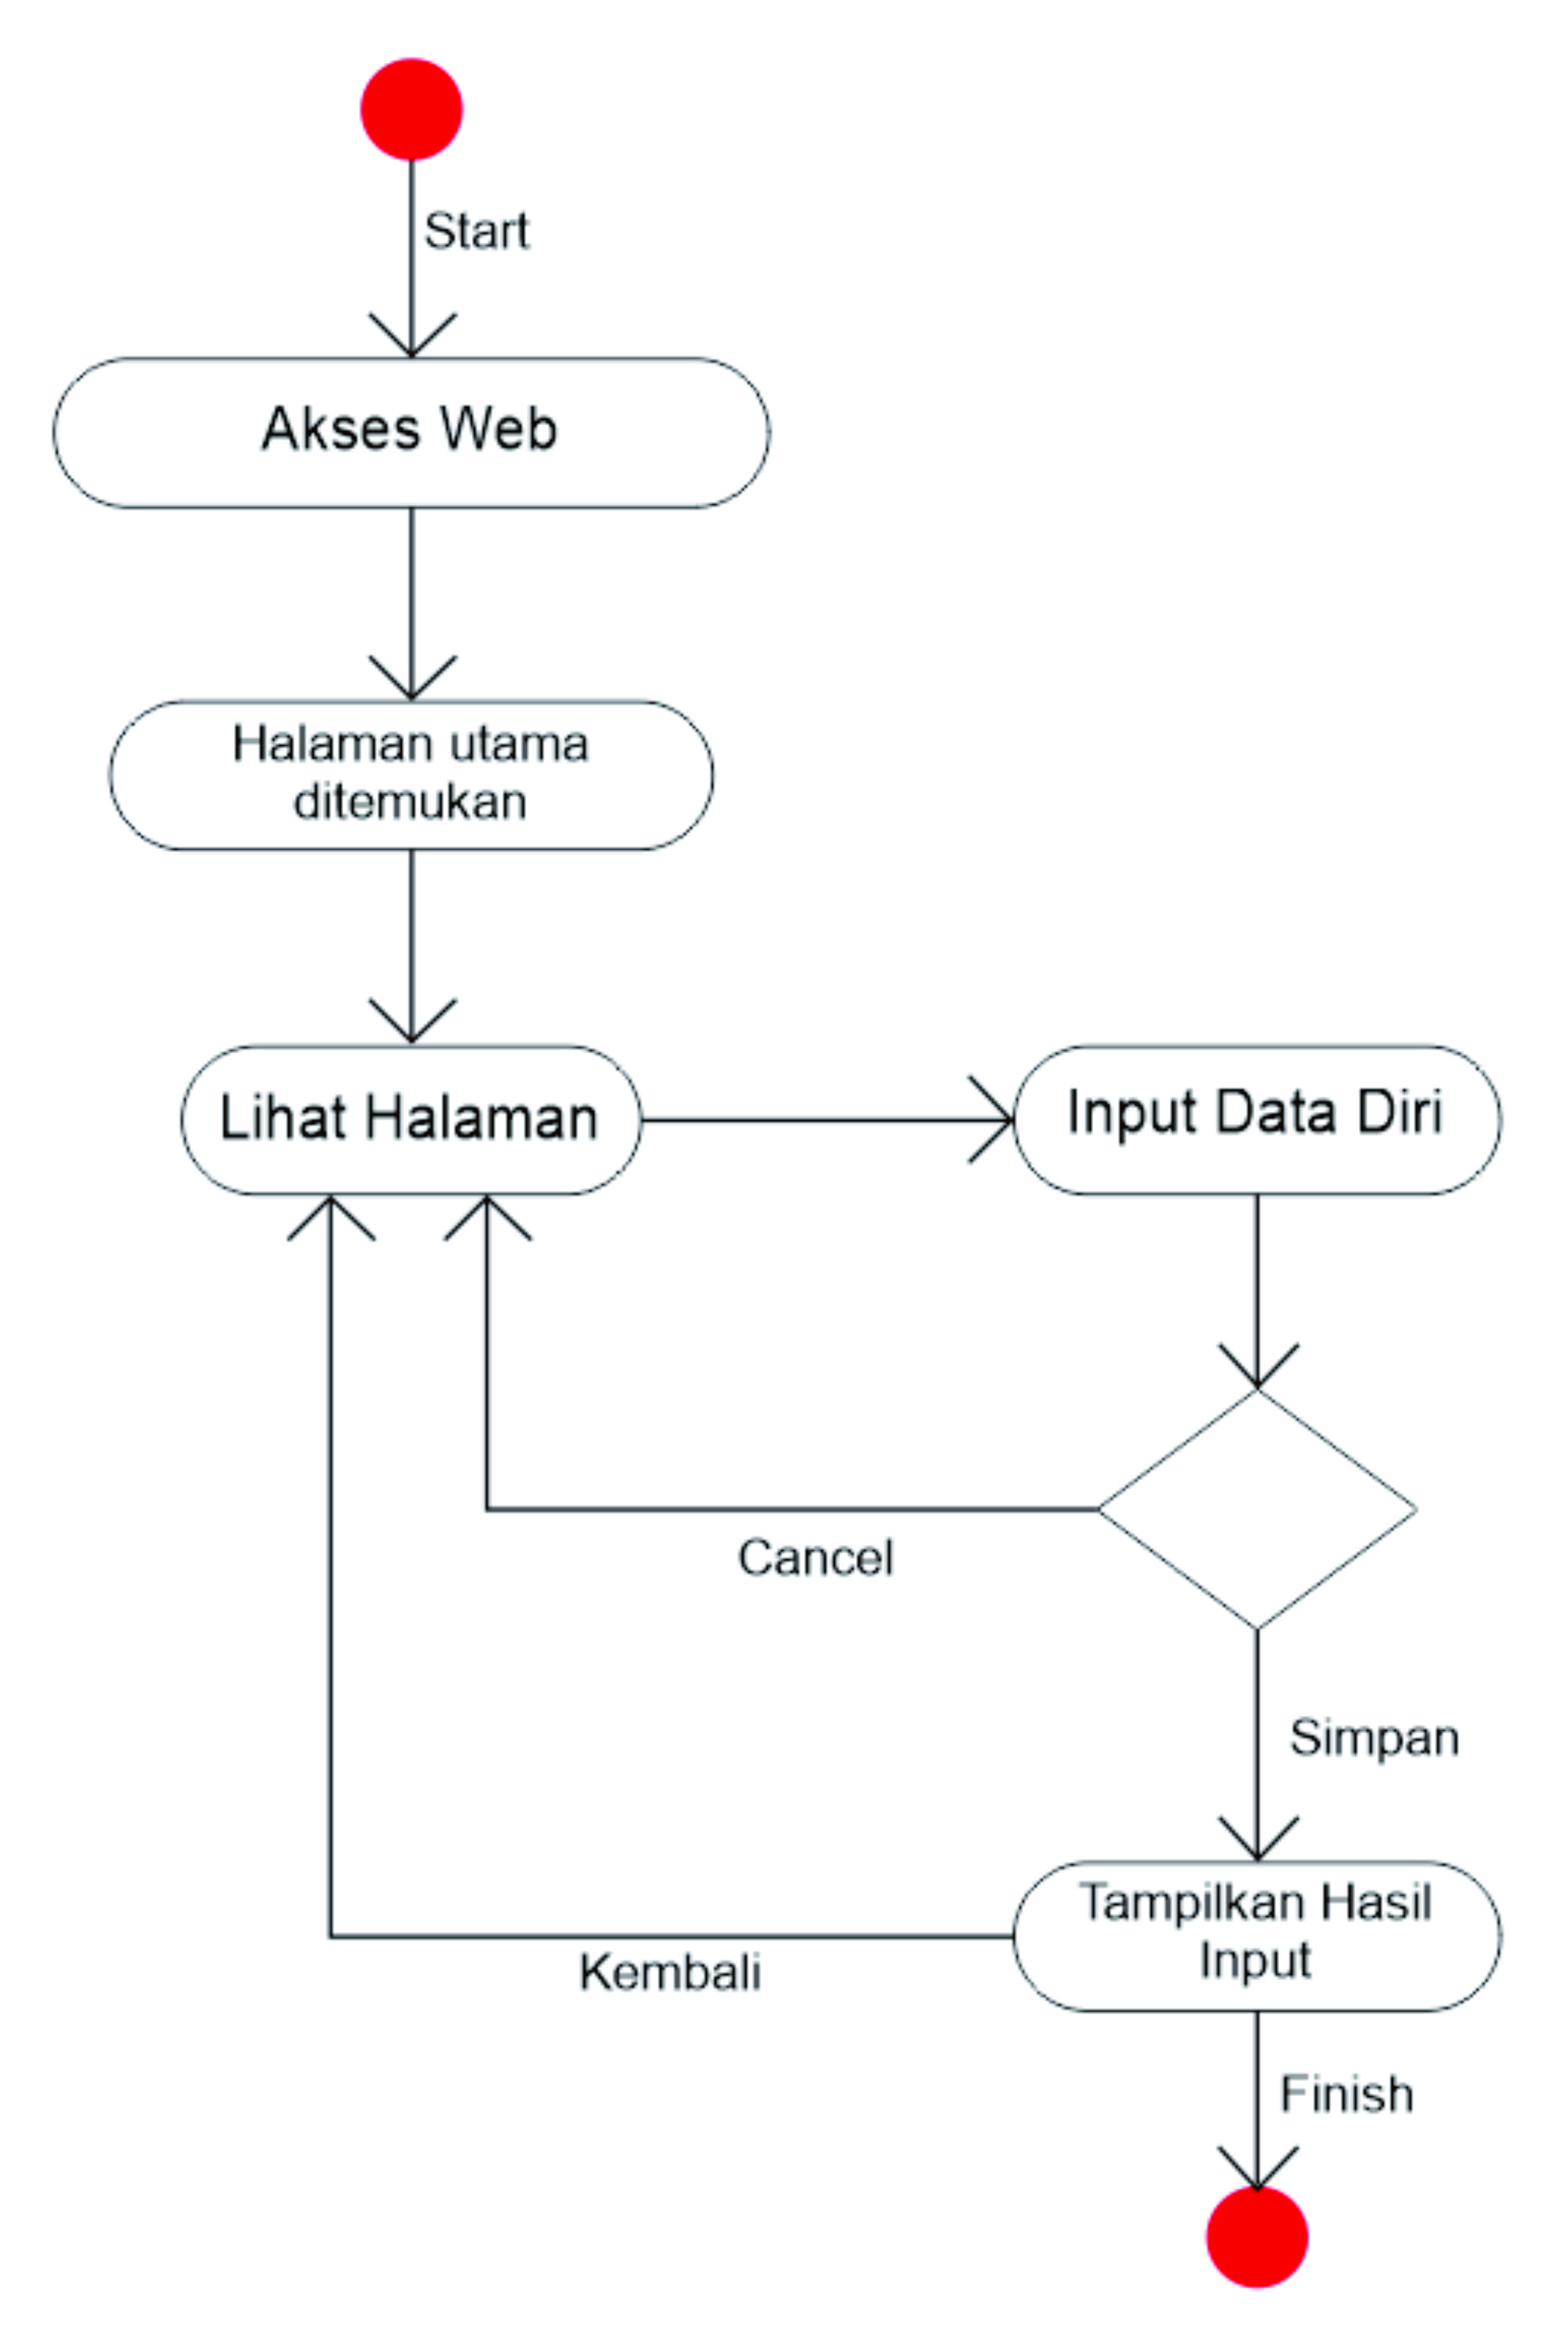 Start
Akses Web
Halaman utama
ditemukan
Lihat Halaman
Input Data Diri
Cancel
Simpan
Tampilkan Hasil
Input
Kembali
Finish